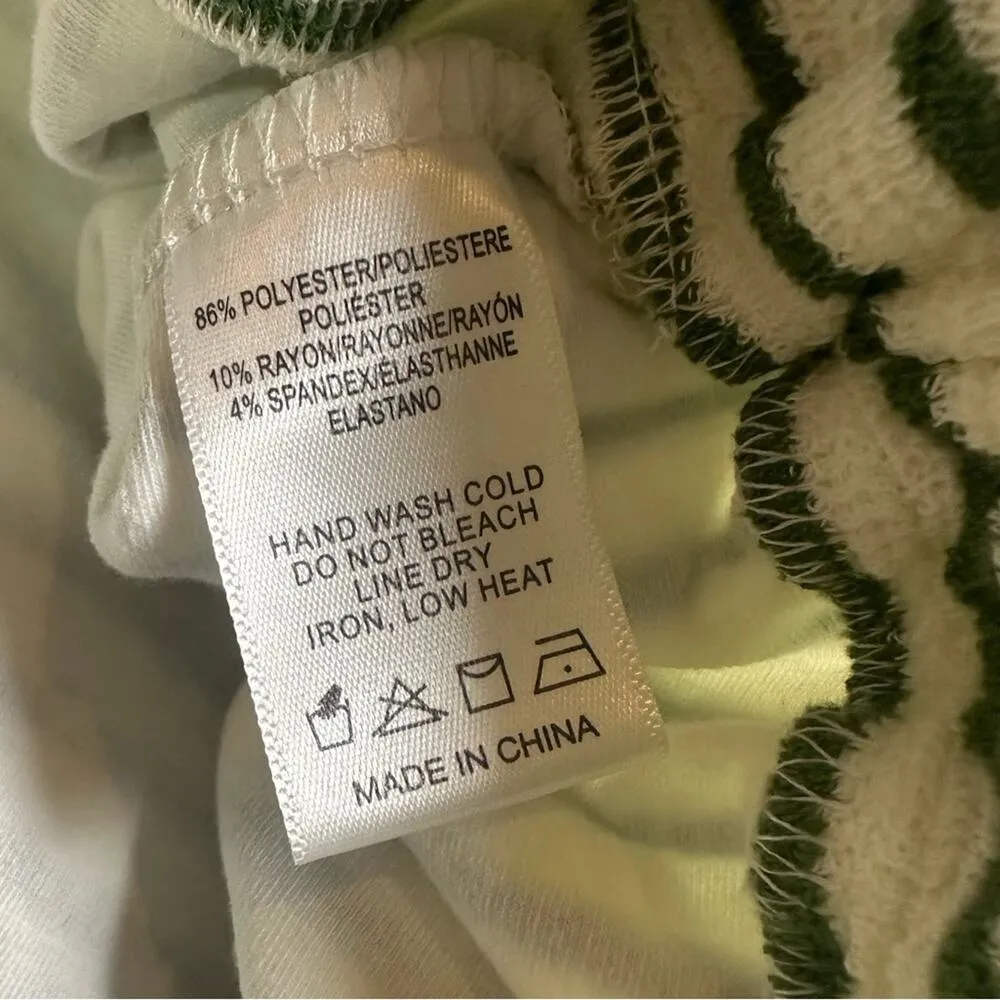 86% POLYESTER/POLIESTERE
POLIÉSTER
10% RAYON/RAYONNE/RAYÓN
4% SPANDEX/ÉLASTHANNE
ELASTANO
HAND WASH COLD
DO NOT BLEACH
LINE DRY
IRON, LOW HEAT
MADE IN CHINA